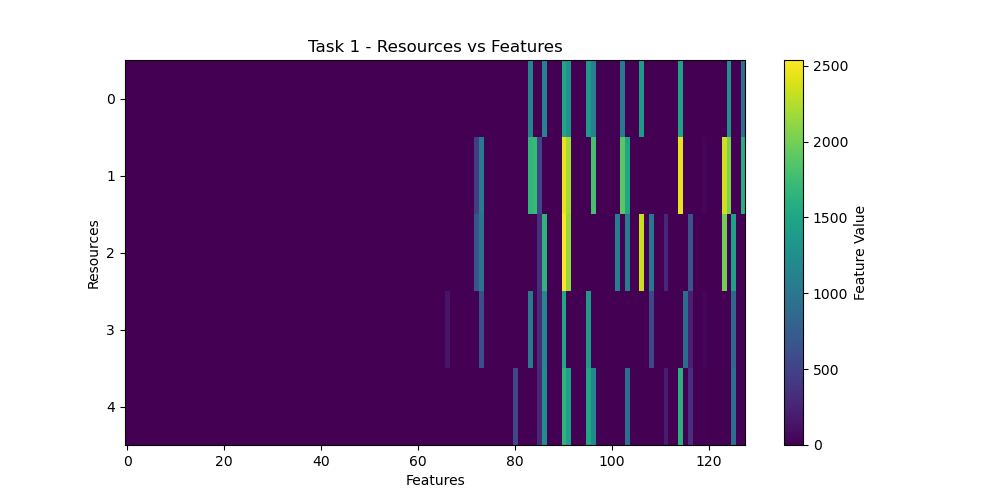 Task 1 - Resources vs Features
Resources
0
1
2
3
4
0 20 40 60 80 100 120
Features
2500
2000
1500
1000
500
0
Feature Value